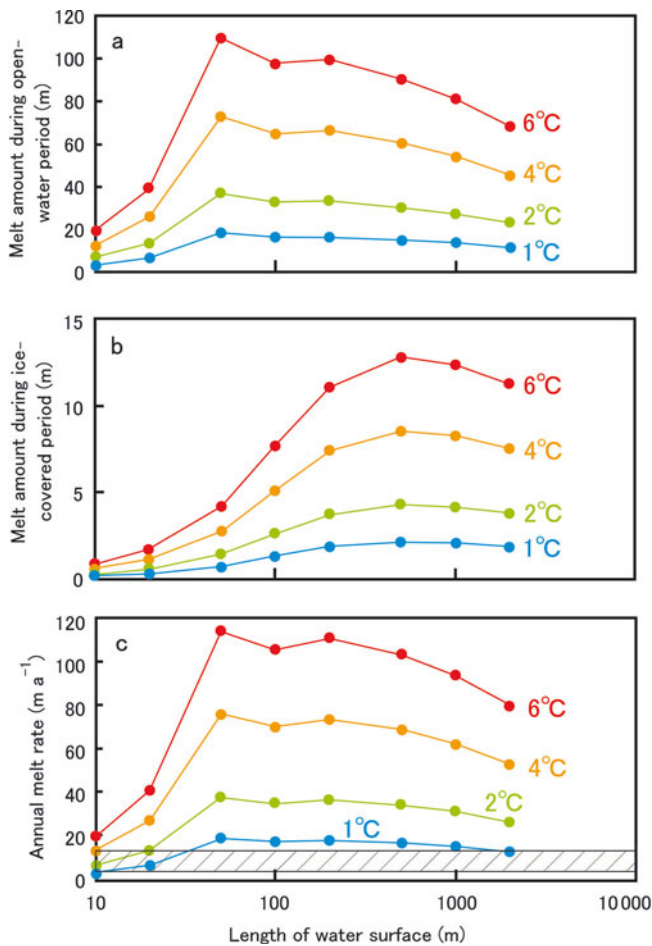 a
Melt amount during open-
water period (m)
120
100
80
60
40
20
0
6°C
4°C
2°C
1°C
b
Melt amount during ice-
covered period (m)
15
10
5
0
6°C
4°C
2°C
1°C
c
Annual melt rate (m a⁻¹)
120
100
80
60
40
20
0
6°C
4°C
2°C
1°C
10 100 1000 10 000
Length of water surface (m)